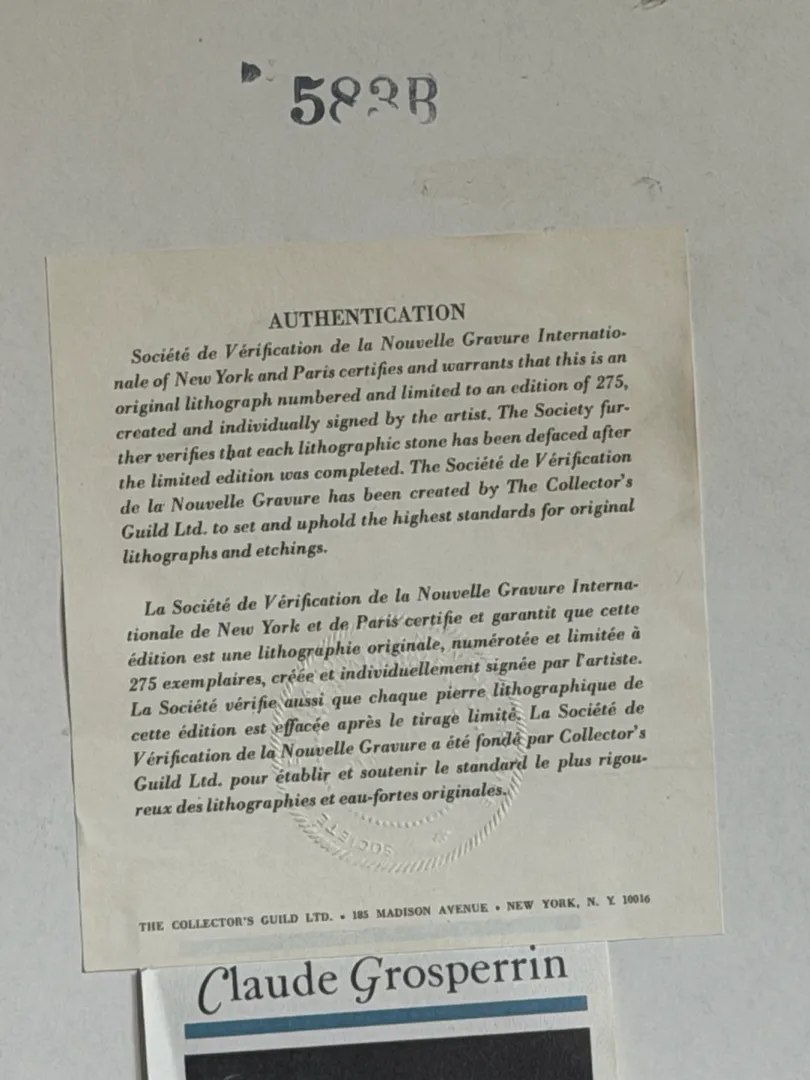 583B
AUTHENTICATION
Société de Vérification de la Nouvelle Gravure Internatio-
nale of New York and Paris certifies and warrants that this is an
original lithograph numbered and limited to an edition of 275,
created and individually signed by the artist. The Society fur-
ther verifies that each lithographic stone has been defaced after
the limited edition was completed. The Société de Vérification
de la Nouvelle Gravure has been created by The Collector's
Guild Ltd. to set and uphold the highest standards for original
lithographs and etchings.
La Société de Vérification de la Nouvelle Gravure Interna-
tionale de New York et de Paris certifie et garantit que cette
édition est une lithographie originale, numérotée et limitée à
275 exemplaires, créée et individuellement signée par l'artiste.
La Société vérifie aussi que chaque pierre lithographique de
cette édition est effacée après le tirage limité. La Société de
Vérification de la Nouvelle Gravure a été fondé par Collector's
Guild Ltd. pour établir et soutenir le standard le plus rigou-
reux des lithographies et eau-fortes originales.
SOCIETE
THE COLLECTOR'S GUILD LTD. • 185 MADISON AVENUE • NEW YORK, N. Y. 10016
Claude Grosperrin